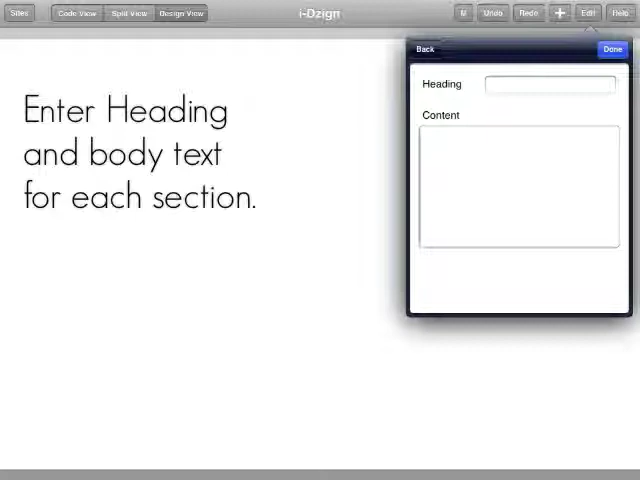 Sites Code View Split View Design View i-Dzign M Undo Redo + Edit Help
Back Done
Heading
Content
Enter Heading
and body text
for each section.